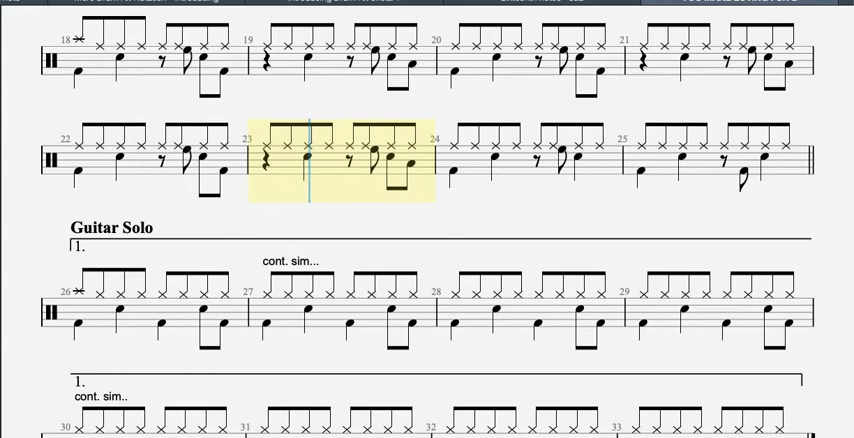 18 19 20 21
22 23 24 25
Guitar Solo
1.
cont. sim...
26 27 28 29
1.
cont. sim..
30 31 32 33